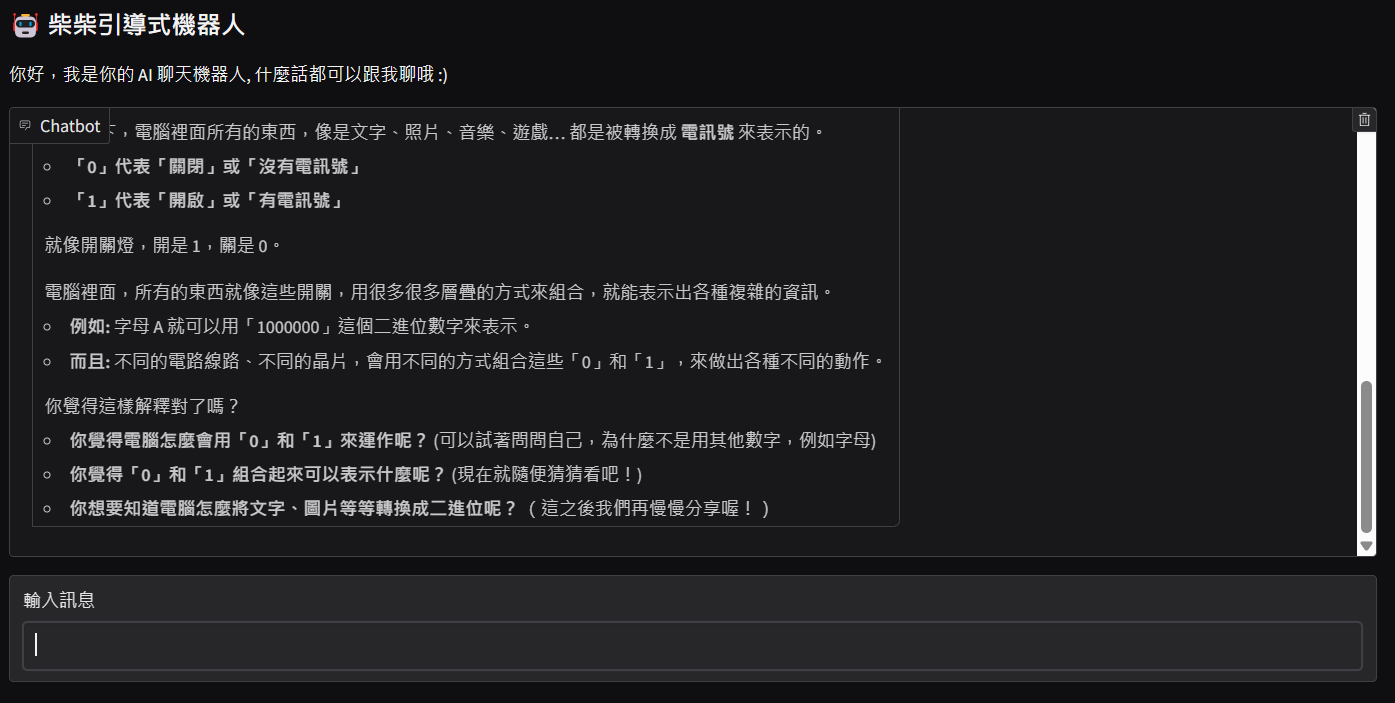 柴柴引導式機器人
你好，我是你的 AI 聊天機器人, 什麼話都可以跟我聊哦 :)
Chatbot
，電腦裡面所有的東西，像是文字、照片、音樂、遊戲… 都是被轉換成 電訊號 來表示的。
「0」代表「關閉」或「沒有電訊號」
「1」代表「開啟」或「有電訊號」
就像開關燈，開是 1，關是 0。
電腦裡面，所有的東西就像這些開關，用很多很多層疊的方式來組合，就能表示出各種複雜的資訊。
例如: 字母 A 就可以用「1000000」這個二進位數字來表示。
而且: 不同的電路線路、不同的晶片，會用不同的方式組合這些「0」和「1」，來做出各種不同的動作。
你覺得這樣解釋對了嗎？
你覺得電腦怎麼會用「0」和「1」來運作呢？ (可以試著問問自己，為什麼不是用其他數字，例如字母)
你覺得「0」和「1」組合起來可以表示什麼呢？ (現在就隨便猜猜看吧！)
你想要知道電腦怎麼將文字、圖片等等轉換成二進位呢？ （ 這之後我們再慢慢分享喔！ ）
輸入訊息